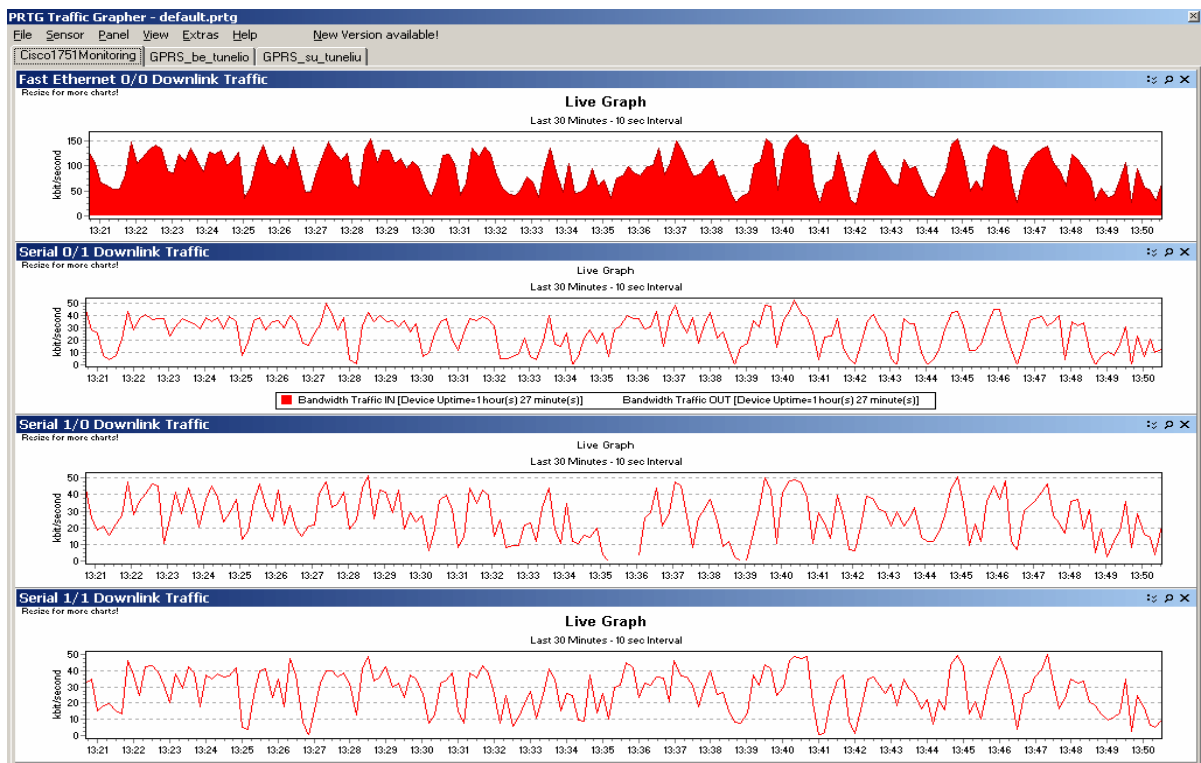 PRTG Traffic Grapher - default.prtg
File Sensor Panel View Extras Help New Version available!
Cisco1751Monitoring GPRS_be_tunelio GPRS_su_tuneliu
Fast Ethernet 0/0 Downlink Traffic
Resize for more charts!
Live Graph
Last 30 Minutes - 10 sec Interval
kbit/second
150
100
50
0
13:21 13:22 13:23 13:24 13:25 13:26 13:27 13:28 13:29 13:30 13:31 13:32 13:33 13:34 13:35 13:36 13:37 13:38 13:39 13:40 13:41 13:42 13:43 13:44 13:45 13:46 13:47 13:48 13:49 13:50
Serial 0/1 Downlink Traffic
Resize for more charts!
Live Graph
Last 30 Minutes - 10 sec Interval
kbit/second
50
40
30
20
10
0
13:21 13:22 13:23 13:24 13:25 13:26 13:27 13:28 13:29 13:30 13:31 13:32 13:33 13:34 13:35 13:36 13:37 13:38 13:39 13:40 13:41 13:42 13:43 13:44 13:45 13:46 13:47 13:48 13:49 13:50
Bandwidth Traffic IN [Device Uptime=1 hour(s) 27 minute(s)] Bandwidth Traffic OUT [Device Uptime=1 hour(s) 27 minute(s)]
Serial 1/0 Downlink Traffic
Resize for more charts!
Live Graph
Last 30 Minutes - 10 sec Interval
kbit/second
50
40
30
20
10
0
13:21 13:22 13:23 13:24 13:25 13:26 13:27 13:28 13:29 13:30 13:31 13:32 13:33 13:34 13:35 13:36 13:37 13:38 13:39 13:40 13:41 13:42 13:43 13:44 13:45 13:46 13:47 13:48 13:49 13:50
Serial 1/1 Downlink Traffic
Resize for more charts!
Live Graph
Last 30 Minutes - 10 sec Interval
kbit/second
50
40
30
20
10
0
13:21 13:22 13:23 13:24 13:25 13:26 13:27 13:28 13:29 13:30 13:31 13:32 13:33 13:34 13:35 13:36 13:37 13:38 13:39 13:40 13:41 13:42 13:43 13:44 13:45 13:46 13:47 13:48 13:49 13:50